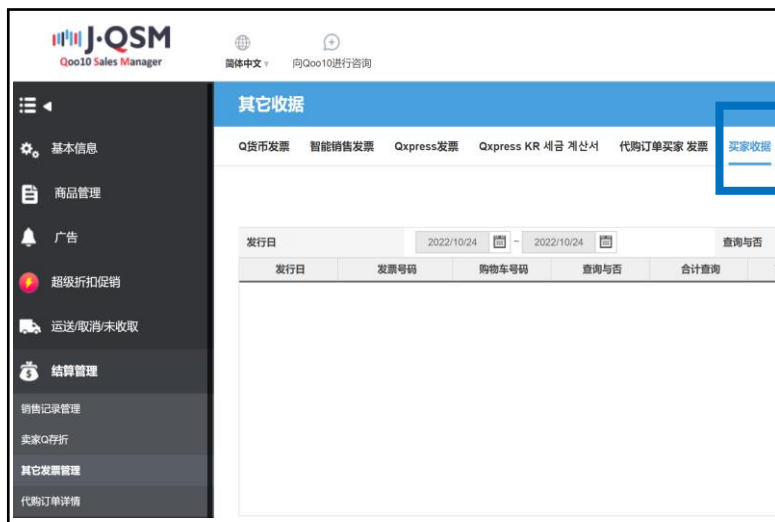 J·QSM
Qoo10 Sales Manager
简体中文
向Qoo10进行咨询
其它收据
Q货币发票 智能销售发票 Qxpress发票 Qxpress KR 세금 계산서 代购订单买家 发票 买家收据
基本信息
商品管理
广告
超级折扣促销
运送/取消/未收取
结算管理
销售记录管理
卖家Q存折
其它发票管理
代购订单详情
发行日 2022/10/24 ~ 2022/10/24 查询与否
发行日 发票号码 购物车号码 查询与否 合计查询